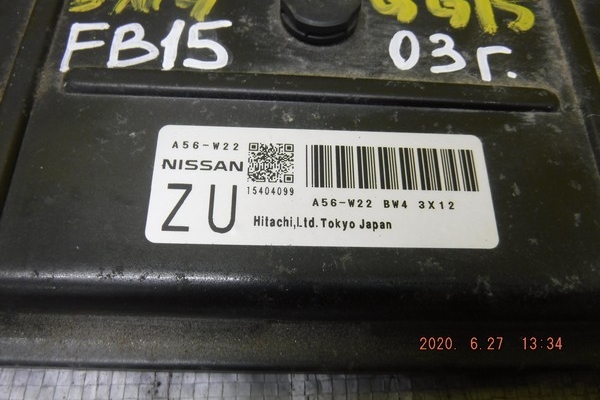 FB15
03г.
A56-W22
NISSAN
15404099
ZU
A56-W22 BW4 3X12
Hitachi,Ltd.Tokyo Japan
2020. 6.27 13:34